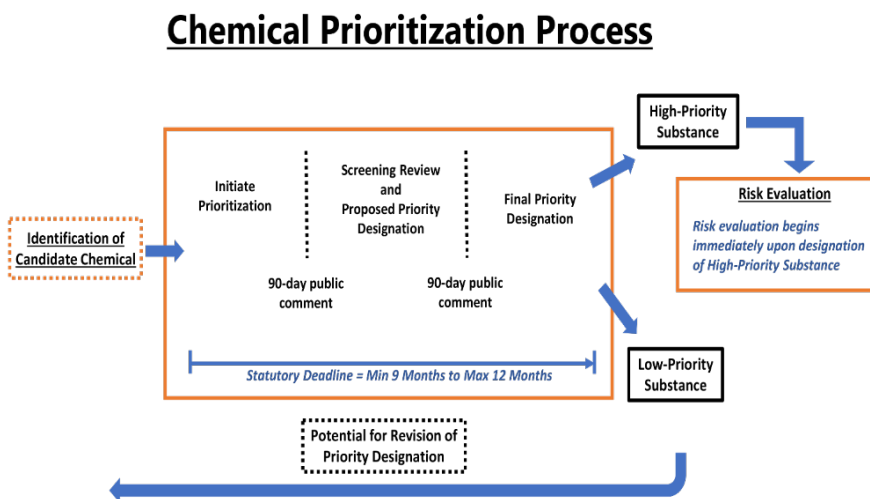 Chemical Prioritization Process
Identification of
Candidate Chemical
Initiate
Prioritization
90-day public
comment
Screening Review
and
Proposed Priority
Designation
90-day public
comment
Final Priority
Designation
Statutory Deadline = Min 9 Months to Max 12 Months
High-Priority
Substance
Risk Evaluation
Risk evaluation begins
immediately upon designation
of High-Priority Substance
Low-Priority
Substance
Potential for Revision of
Priority Designation